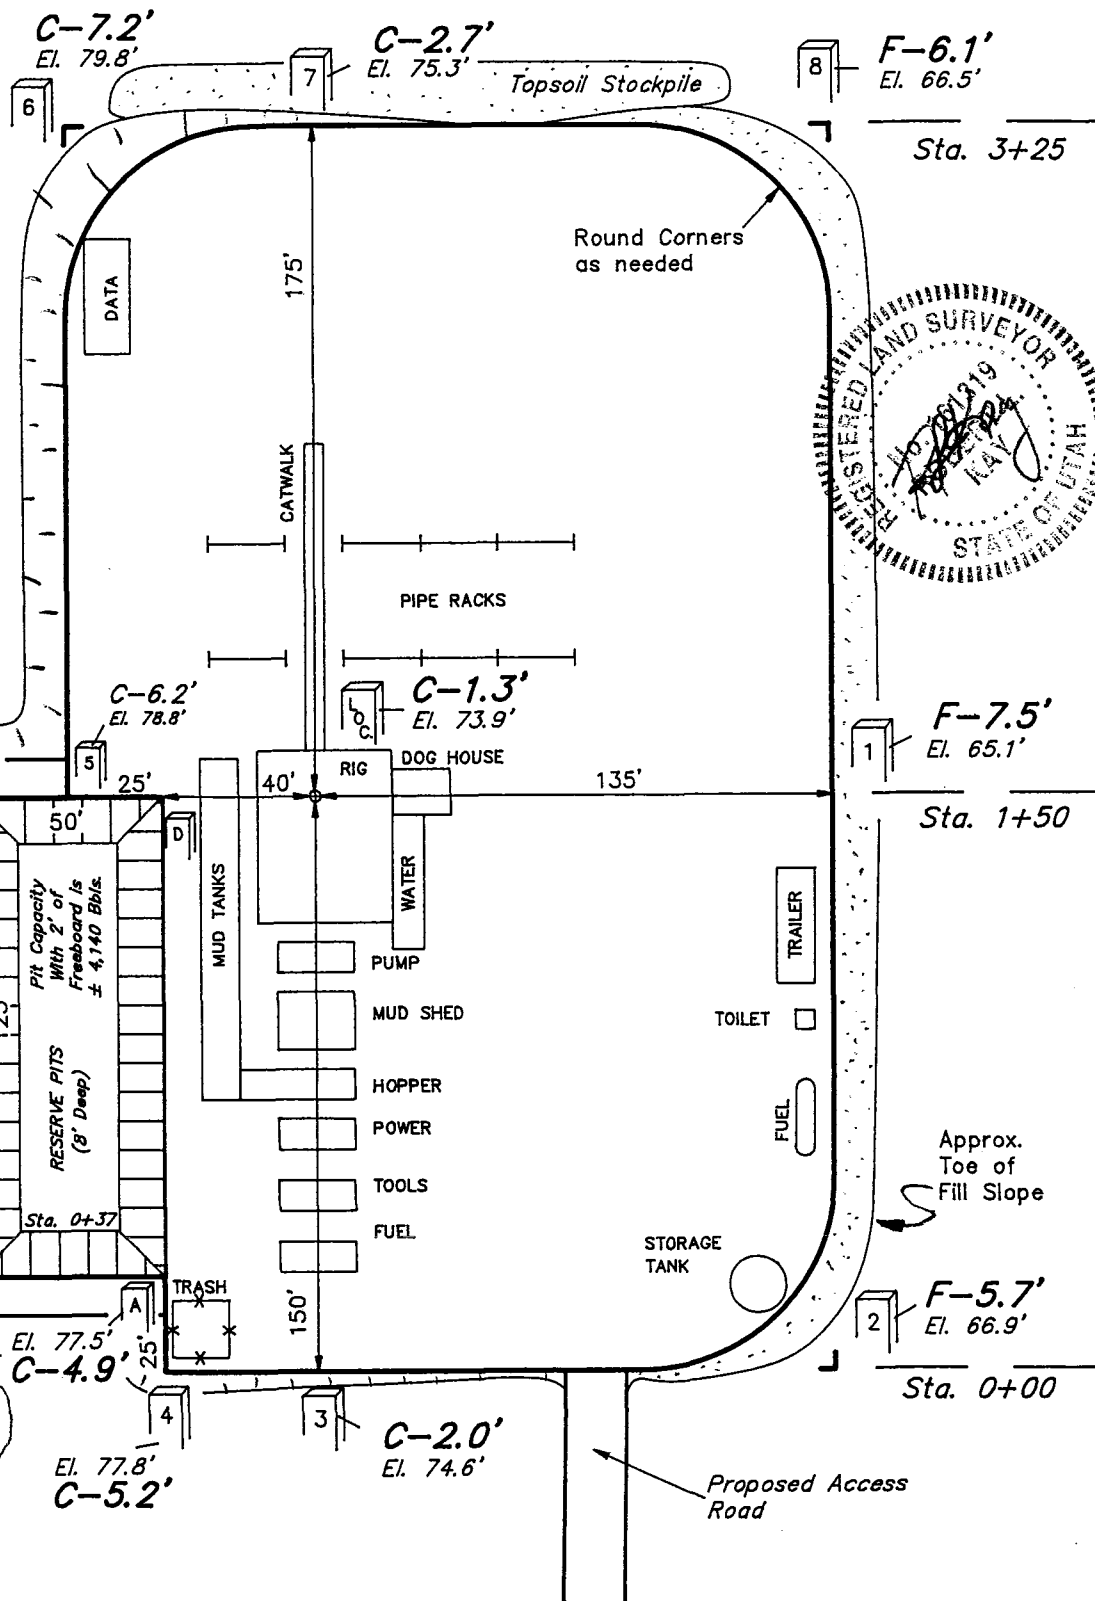 C-7.2'
El. 79.8'
6
7
C-2.7'
El. 75.3'
Topsoil Stockpile
8
F-6.1'
El. 66.5'
Sta. 3+25
Round Corners
as needed
175'
DATA
REGISTERED LAND SURVEYOR
STATE OF UTAH
CATWALK
PIPE RACKS
C-6.2'
El. 78.8'
5
LOC.
C-1.3'
El. 73.9'
F-7.5'
El. 65.1'
1
RIG
DOG HOUSE
25'
40'
135'
Sta. 1+50
50'
D
Pit Capacity
With 2' of
Freeboard is
± 4,140 Bbls.
RESERVE PITS
(8' Deep)
Sta. 0+37
MUD TANKS
WATER
TRAILER
PUMP
MUD SHED
TOILET
HOPPER
FUEL
POWER
TOOLS
FUEL
Approx.
Toe of
Fill Slope
STORAGE
TANK
TRASH
A
150'
El. 77.5'
C-4.9'
25'
2
F-5.7'
El. 66.9'
Sta. 0+00
4
3
C-2.0'
El. 74.6'
El. 77.8'
C-5.2'
Proposed Access
Road